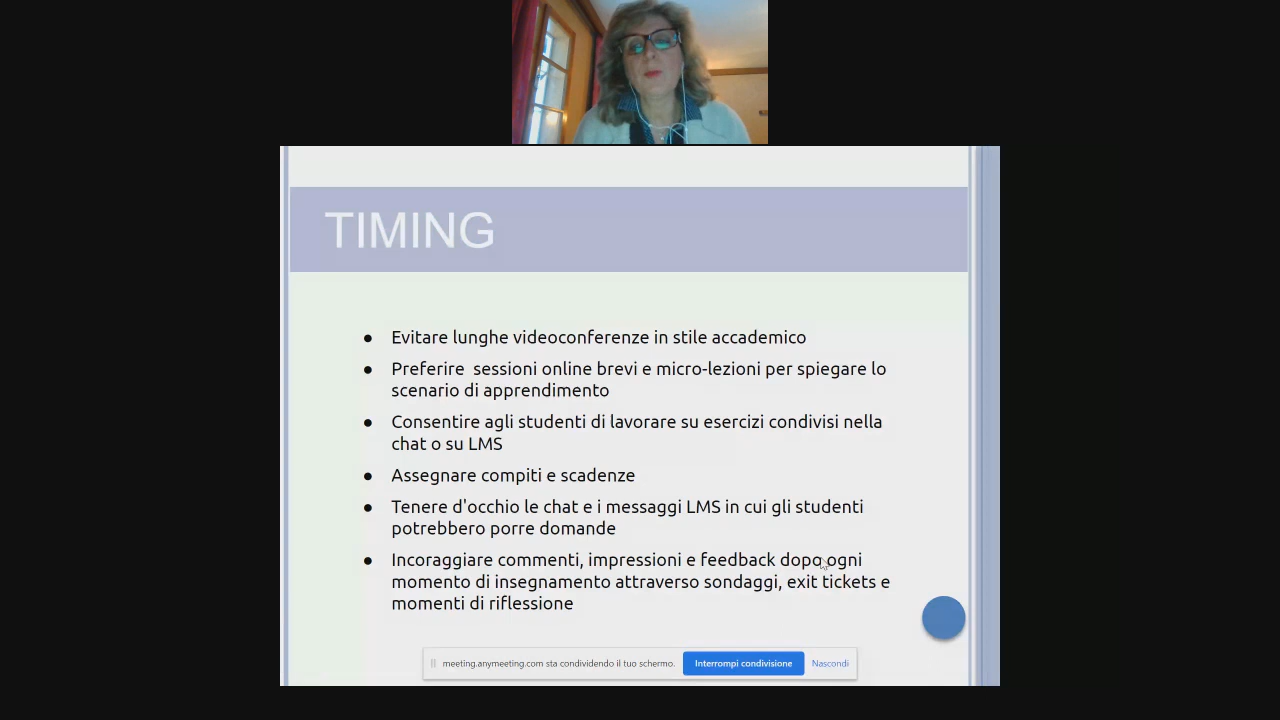 TIMING
● Evitare lunghe videoconferenze in stile accademico
● Preferire sessioni online brevi e micro-lezioni per spiegare lo
scenario di apprendimento
● Consentire agli studenti di lavorare su esercizi condivisi nella
chat o su LMS
● Assegnare compiti e scadenze
● Tenere d'occhio le chat e i messaggi LMS in cui gli studenti
potrebbero porre domande
● Incoraggiare commenti, impressioni e feedback dopo ogni
momento di insegnamento attraverso sondaggi, exit tickets e
momenti di riflessione
meeting.anymeeting.com sta condividendo il tuo schermo. Interrompi condivisione Nascondi